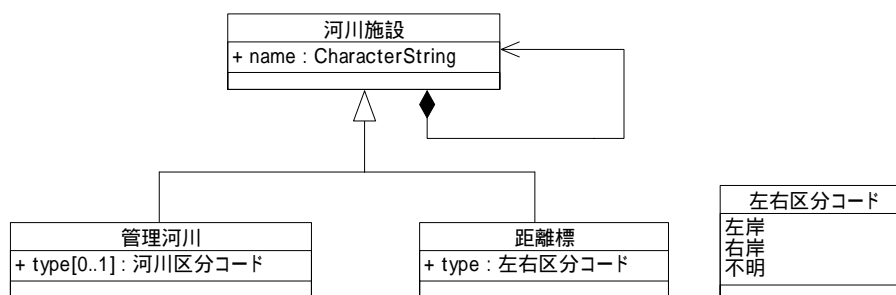 河川施設
+ name : CharacterString
管理河川
+ type[0..1] : 河川区分コード
距離標
+ type : 左右区分コード
左右区分コード
左岸
右岸
不明